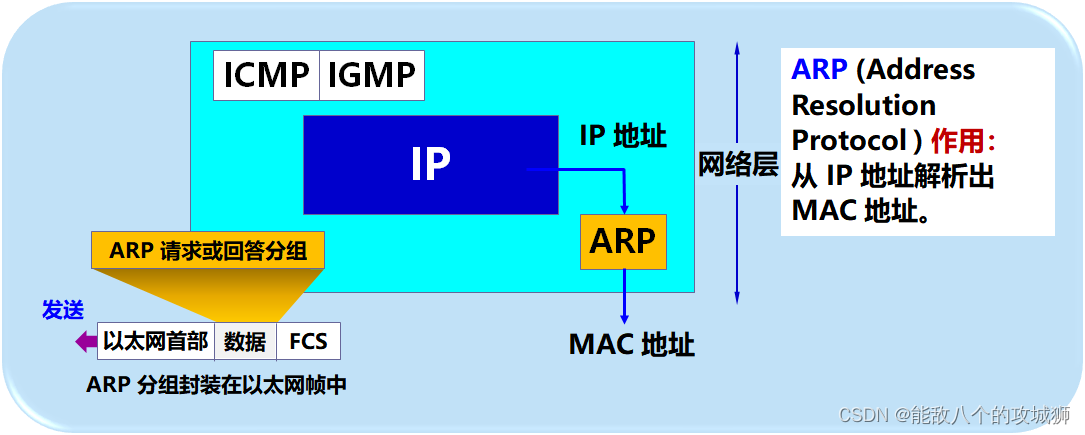 ICMP IGMP
IP 地址
IP
ARP
MAC 地址
网络层
ARP (Address
Resolution
Protocol ) 作用：
从 IP 地址解析出
MAC 地址。
ARP 请求或回答分组
发送
以太网首部 数据 FCS
ARP 分组封装在以太网帧中
CSDN @能敌八个的攻城狮